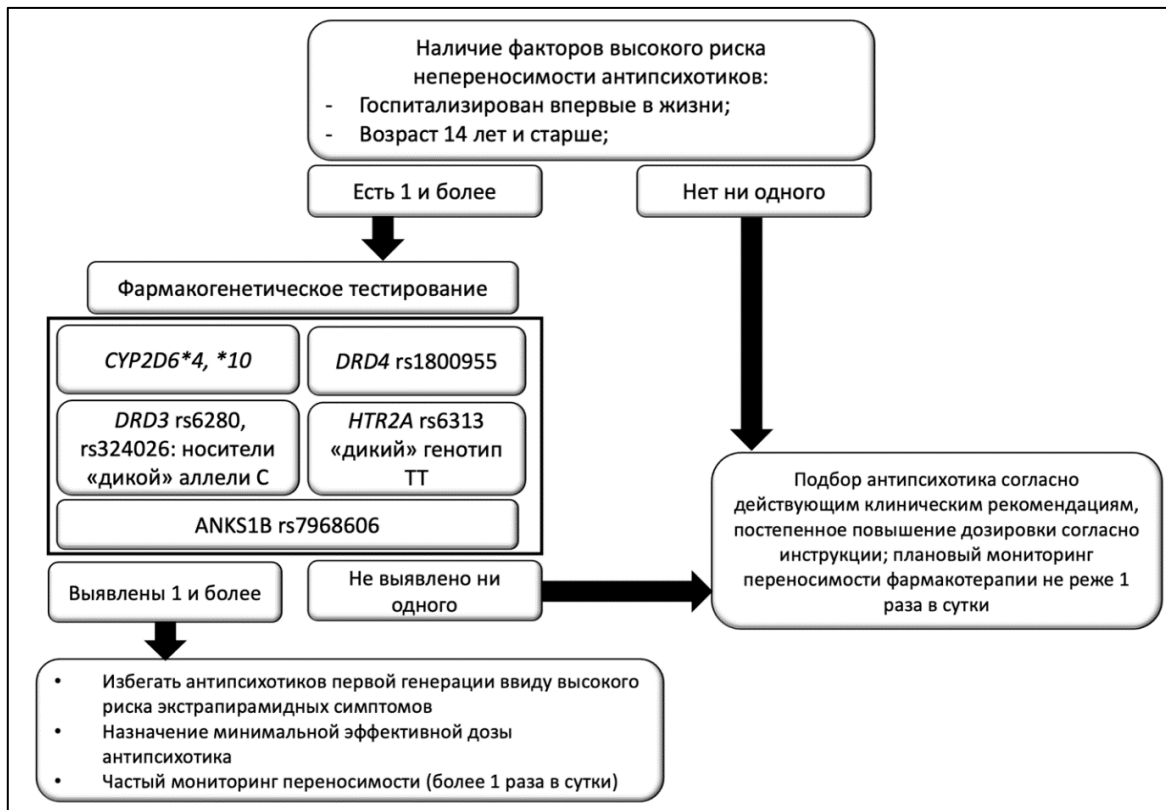 Наличие факторов высокого риска
непереносимости антипсихотиков:
- Госпитализирован впервые в жизни;
- Возраст 14 лет и старше;
Есть 1 и более
Нет ни одного
Фармакогенетическое тестирование
CYP2D6*4, *10
DRD4 rs1800955
DRD3 rs6280,
rs324026: носители
«дикой» аллели С
HTR2A rs6313
«дикий» генотип
ТТ
ANKS1B rs7968606
Выявлены 1 и более
Не выявлено ни
одного
Подбор антипсихотика согласно
действующим клиническим рекомендациям,
постепенное повышение дозировки согласно
инструкции; плановый мониторинг
переносимости фармакотерапии не реже 1
раза в сутки
• Избегать антипсихотиков первой генерации ввиду высокого
риска экстрапирамидных симптомов
• Назначение минимальной эффективной дозы
антипсихотика
• Частый мониторинг переносимости (более 1 раза в сутки)